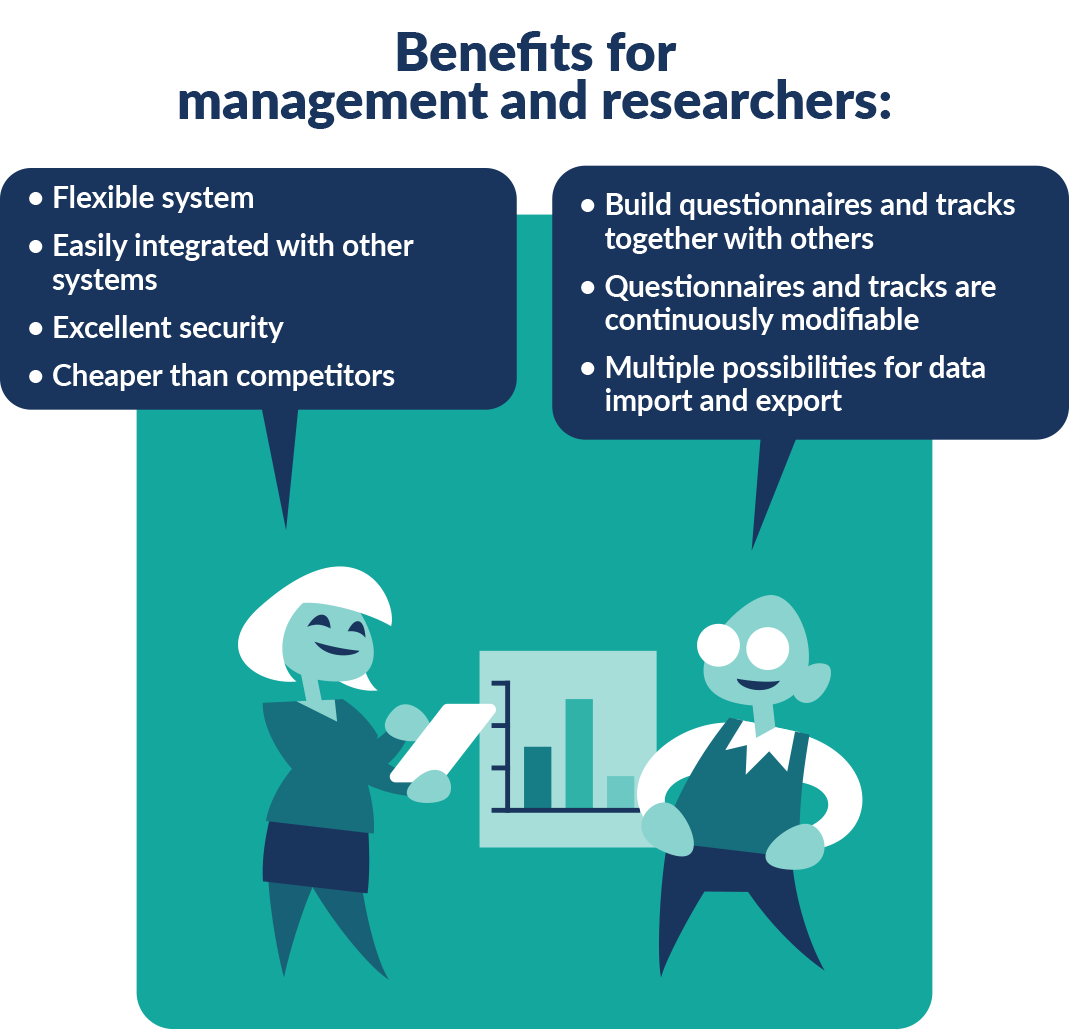 Benefits for
management and researchers:
• Flexible system
• Easily integrated with other
systems
• Excellent security
• Cheaper than competitors
• Build questionnaires and tracks
together with others
• Questionnaires and tracks are
continuously modifiable
• Multiple possibilities for data
import and export